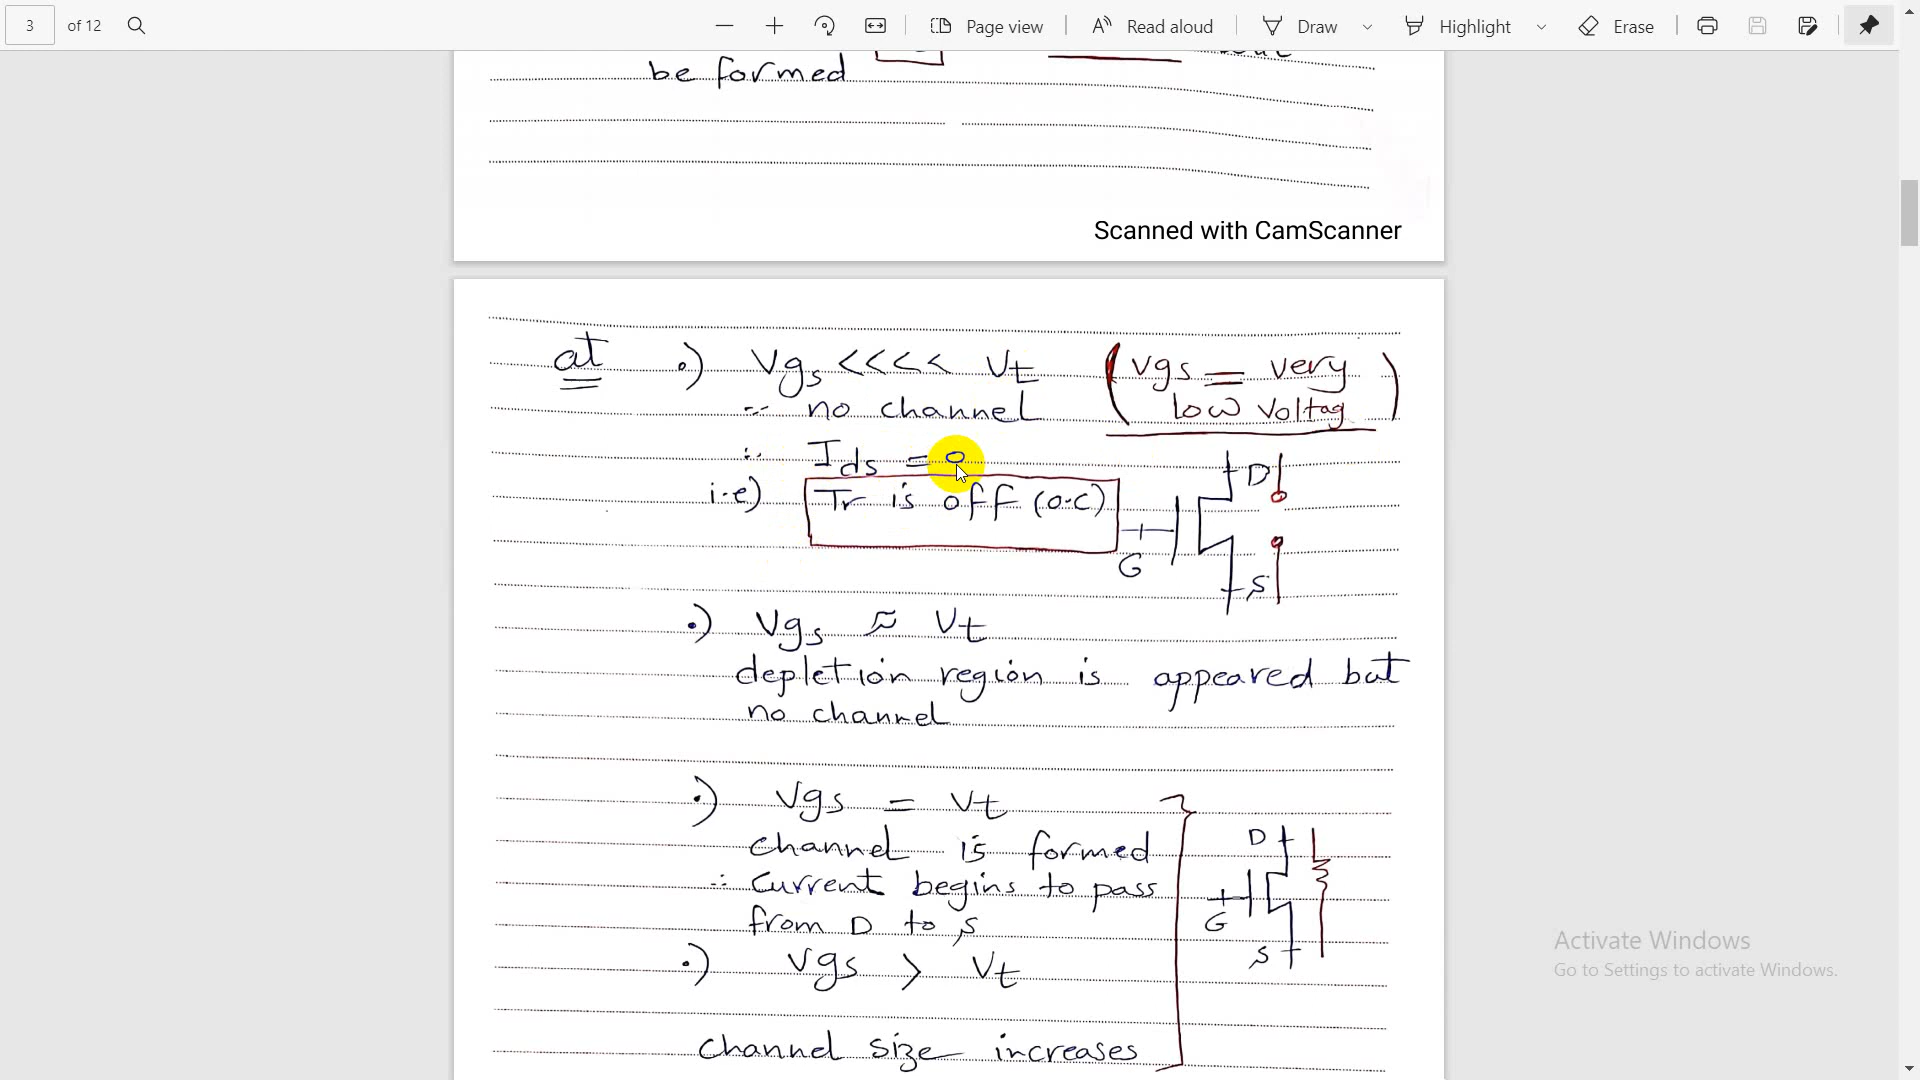 3 of 12 Page view Read aloud Draw Highlight Erase
be formed
Scanned with CamScanner
at •) Vgs <<<< Vt (Vgs = very
∵ no channel low voltag)
∴ Ids = 0
D
i.e) Tr is off (O.C)
G
S
•) Vgs ≈ Vt
depletion region is appeared but
no channel
•) Vgs = Vt
D
channel is formed
∴ Current begins to pass
G
from D to S
S
•) Vgs > Vt
channel size increases
Activate Windows
Go to Settings to activate Windows.